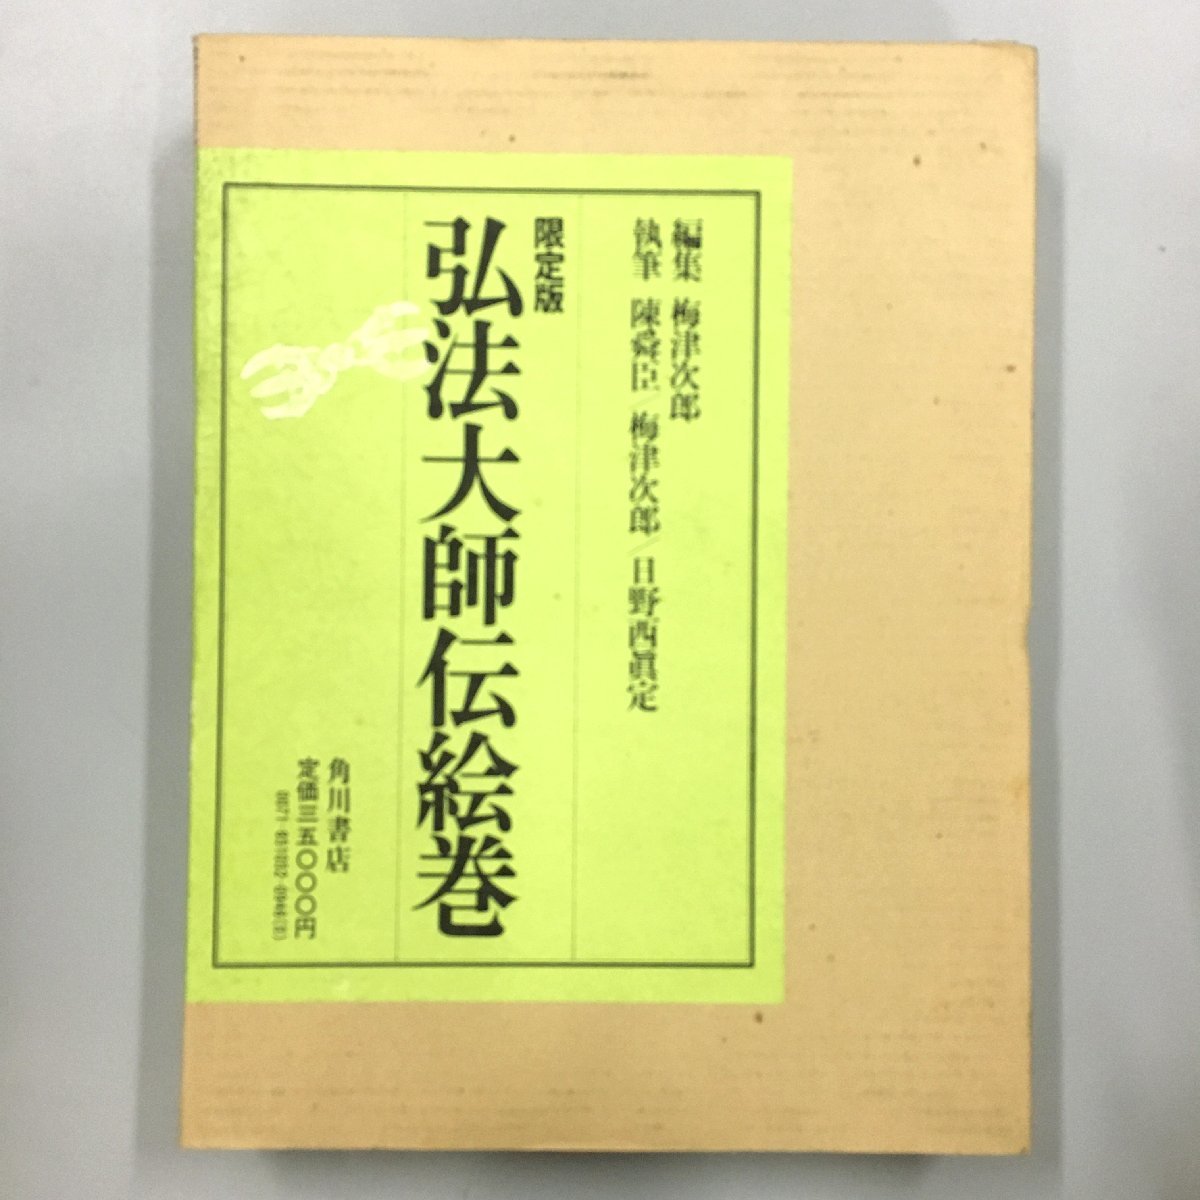 編集 梅津次郎
執筆 陳舜臣/梅津次郎/日野西眞定
限定版
弘法大師伝絵巻
角川書店
定価三五〇〇〇円